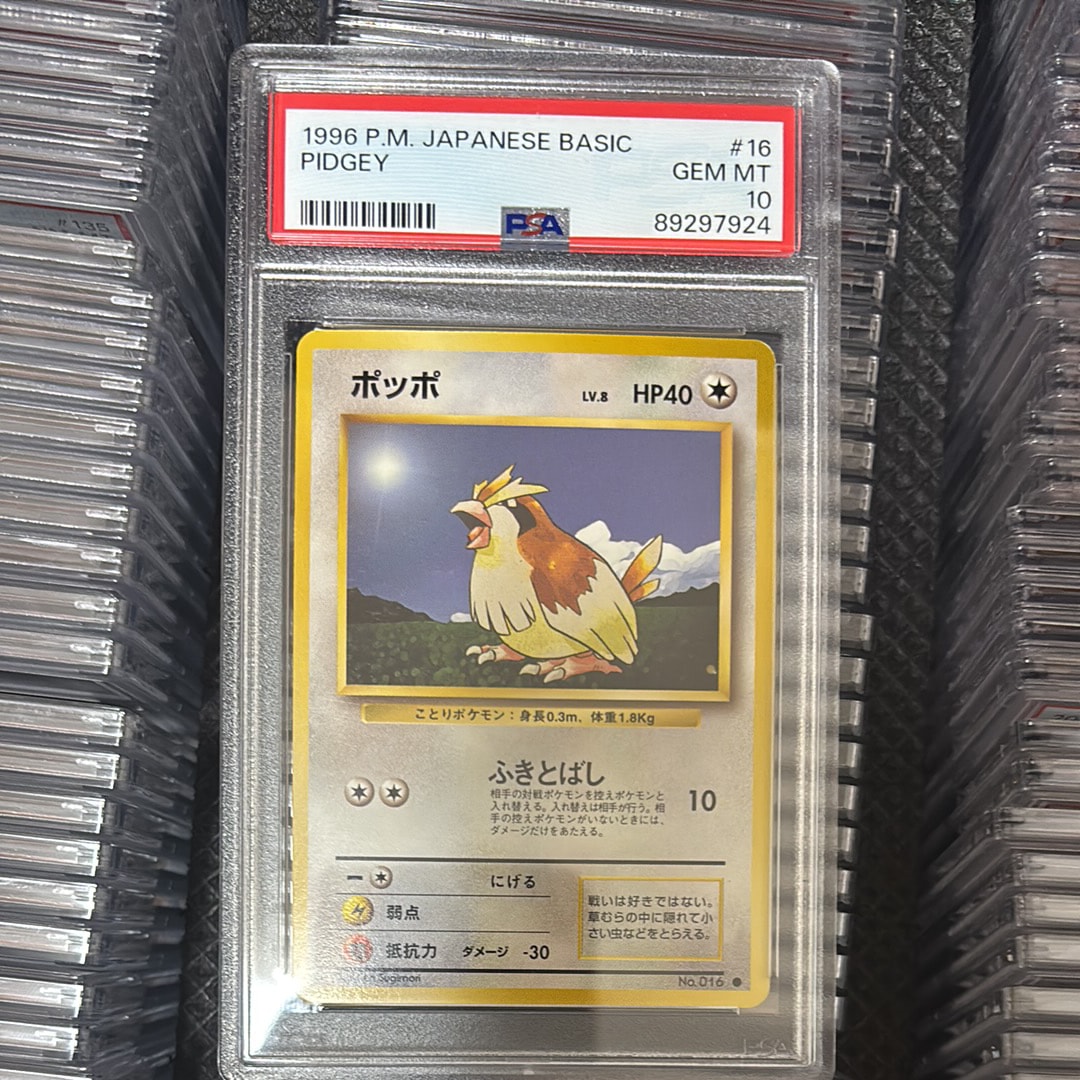 1996 P.M. JAPANESE BASIC #16
PIDGEY GEM MT
10
PSA 89297924
#135
ポッポ LV.8 HP40
ことりポケモン：身長0.3m、体重1.8Kg
ふきとばし
相手の対戦ポケモンを控えポケモンと
入れ替える。入れ替えは相手が行う。相
手の控えポケモンがいないときには、
ダメージだけをあたえる。
10
にげる
弱点
抵抗力 ダメージ -30
戦いは好きではない。
草むらの中に隠れて小
さい虫などをとらえる。
Sugimori No.016
PSA